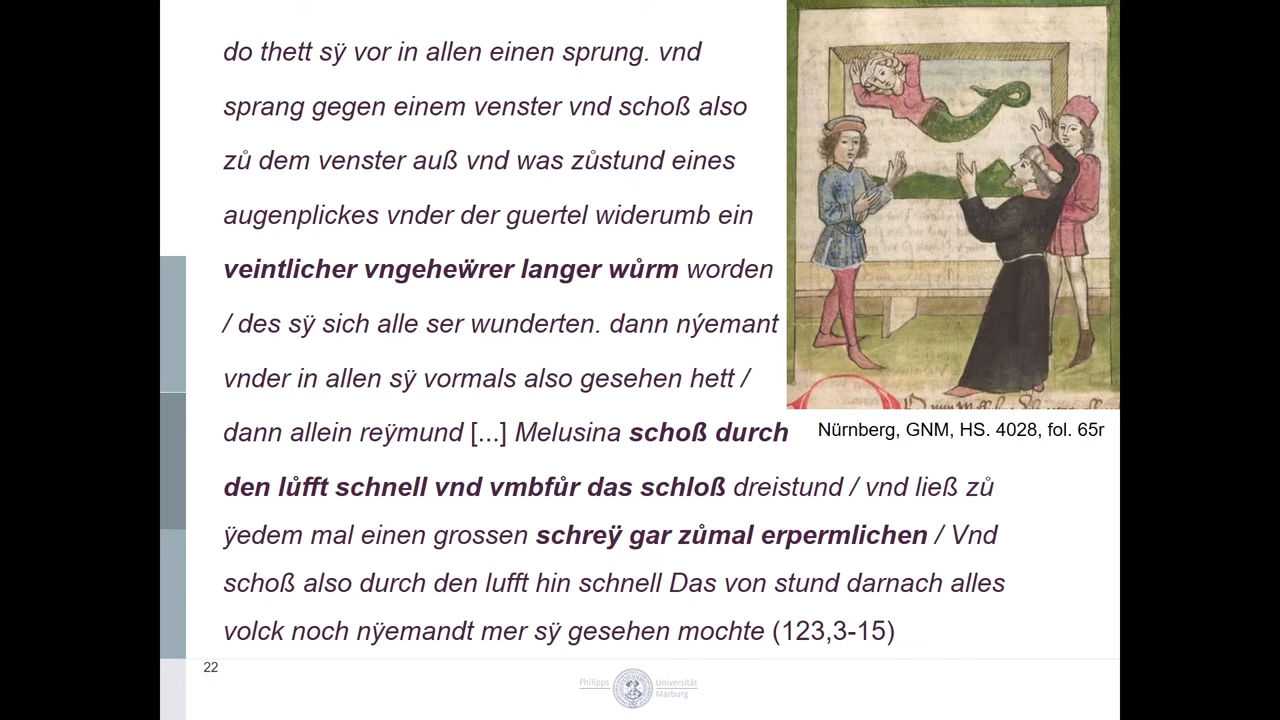 do thett sÿ vor in allen einen sprung. vnd
sprang gegen einem venster vnd schoß also
zů dem venster auß vnd was zůstund eines
augenplickes vnder der guertel widerumb ein
veintlicher vngeheẅrer langer wůrm worden
/ des sÿ sich alle ser wunderten. dann nýemant
vnder in allen sÿ vormals also gesehen hett /
dann allein reÿmund [...] Melusina schoß durch
den lůfft schnell vnd vmbfůr das schloß dreistund / vnd ließ zů
ÿedem mal einen grossen schreÿ gar zůmal erpermlichen / Vnd
schoß also durch den lufft hin schnell Das von stund darnach alles
volck noch nÿemandt mer sÿ gesehen mochte (123,3-15)
Nürnberg, GNM, HS. 4028, fol. 65r
22
Philipps Universität
Marburg